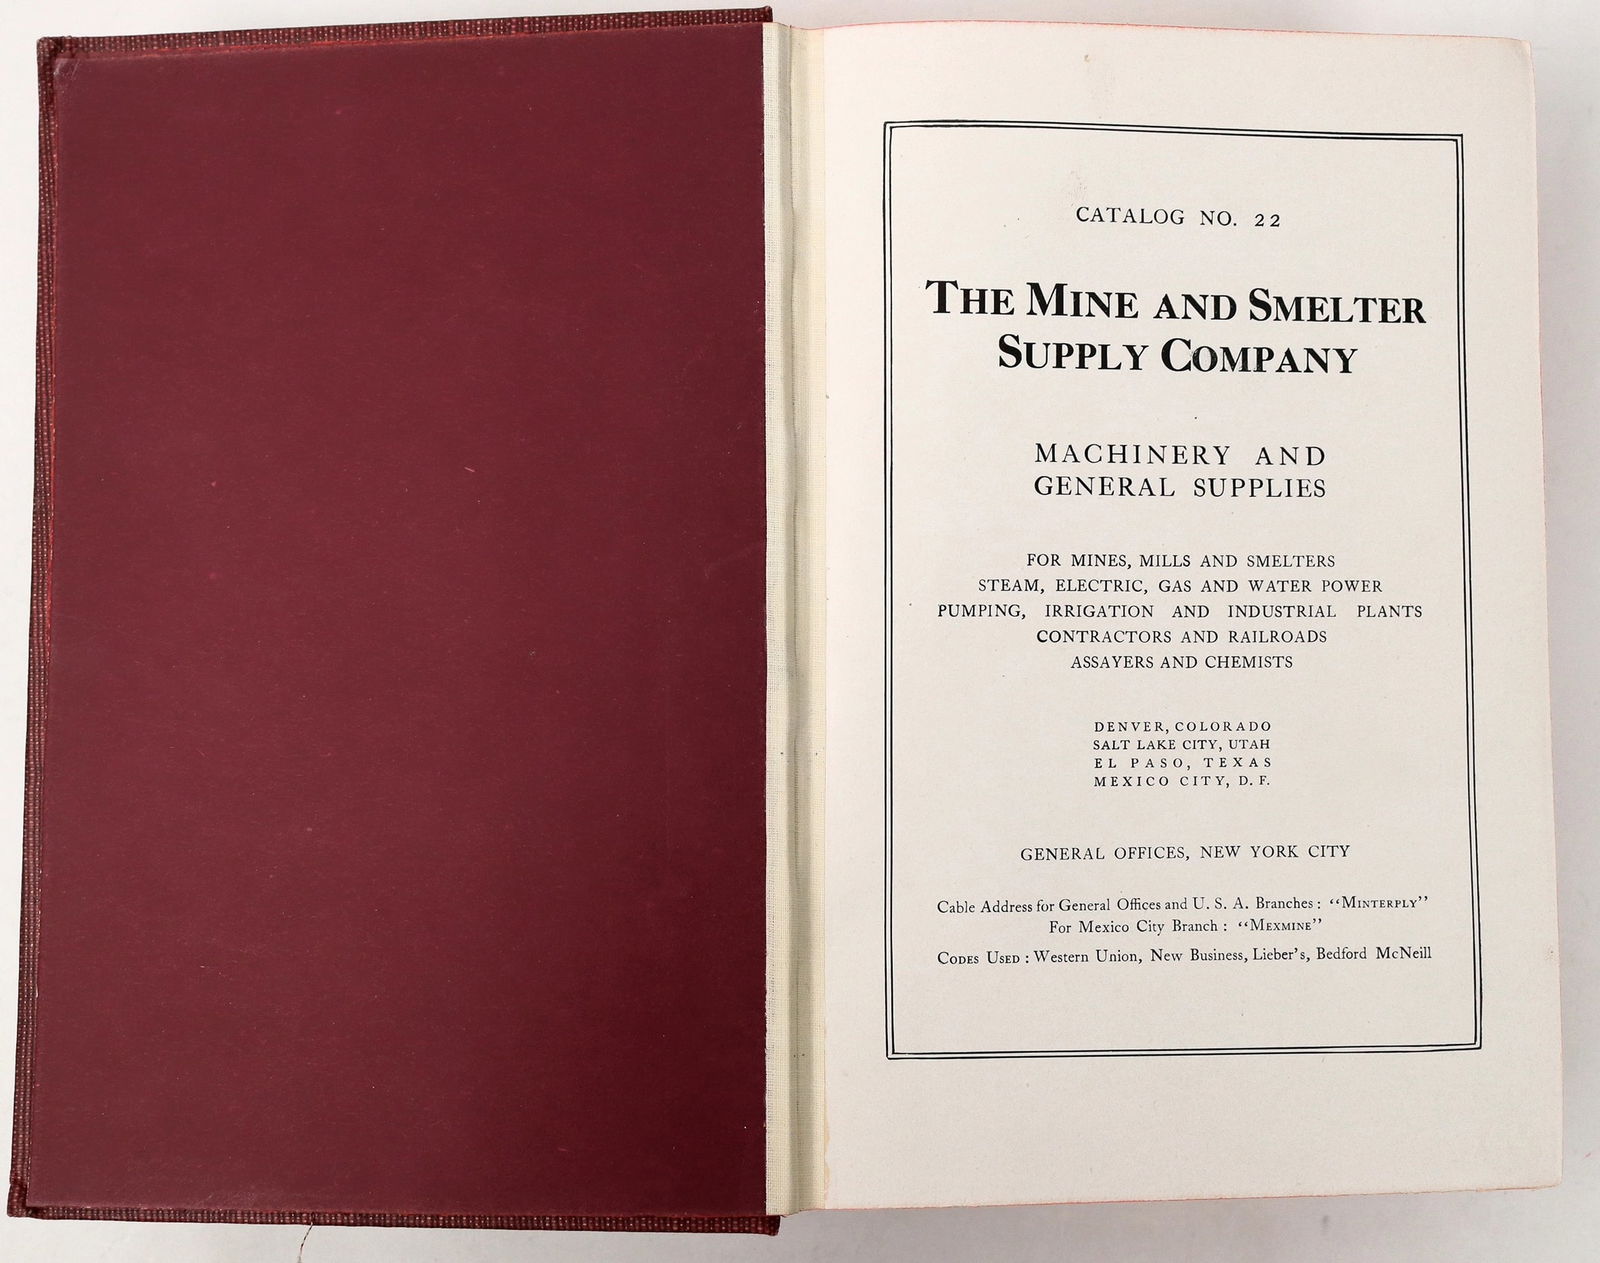 CATALOG NO. 22
THE MINE AND SMELTER
SUPPLY COMPANY
MACHINERY AND
GENERAL SUPPLIES
FOR MINES, MILLS AND SMELTERS
STEAM, ELECTRIC, GAS AND WATER POWER
PUMPING, IRRIGATION AND INDUSTRIAL PLANTS
CONTRACTORS AND RAILROADS
ASSAYERS AND CHEMISTS
DENVER, COLORADO
SALT LAKE CITY, UTAH
EL PASO, TEXAS
MEXICO CITY, D. F.
GENERAL OFFICES, NEW YORK CITY
Cable Address for General Offices and U. S. A. Branches: “MINTERPLY”
For Mexico City Branch: “MEXMINE”
CODES USED: Western Union, New Business, Lieber's, Bedford McNeill